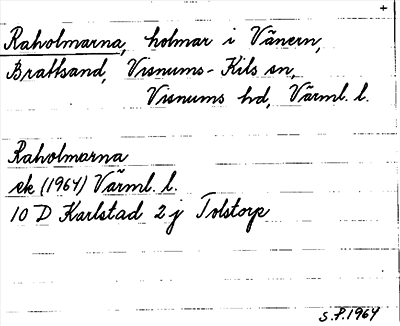 +
Raholmarna, holmar i Vänern,
Brattsand, Visnums-Kils sn,
Visnums hd, Värml. l.
Raholmarna
ek (1964) Värml. l.
10 D Karlstad 2 j Tolstorp
S.P. 1964